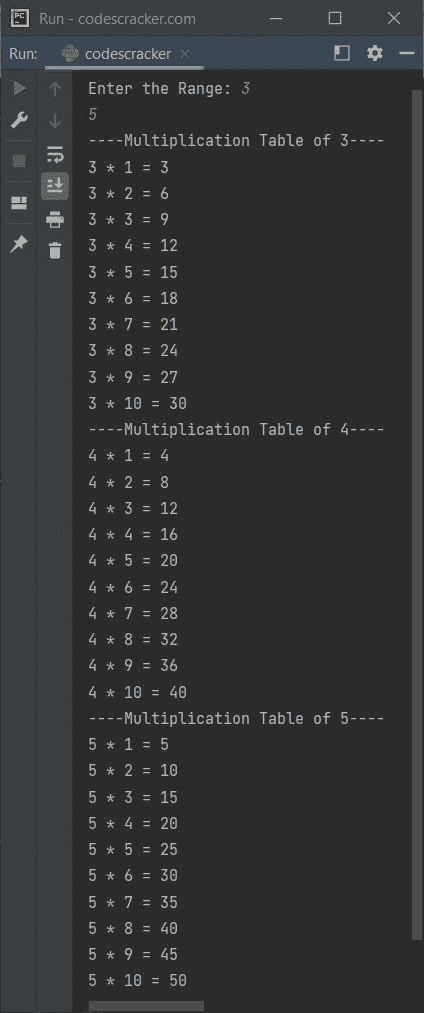 PC Run - codescracker.com
Run: codescracker
Enter the Range: 3
5
----Multiplication Table of 3----
3 * 1 = 3
3 * 2 = 6
3 * 3 = 9
3 * 4 = 12
3 * 5 = 15
3 * 6 = 18
3 * 7 = 21
3 * 8 = 24
3 * 9 = 27
3 * 10 = 30
----Multiplication Table of 4----
4 * 1 = 4
4 * 2 = 8
4 * 3 = 12
4 * 4 = 16
4 * 5 = 20
4 * 6 = 24
4 * 7 = 28
4 * 8 = 32
4 * 9 = 36
4 * 10 = 40
----Multiplication Table of 5----
5 * 1 = 5
5 * 2 = 10
5 * 3 = 15
5 * 4 = 20
5 * 5 = 25
5 * 6 = 30
5 * 7 = 35
5 * 8 = 40
5 * 9 = 45
5 * 10 = 50